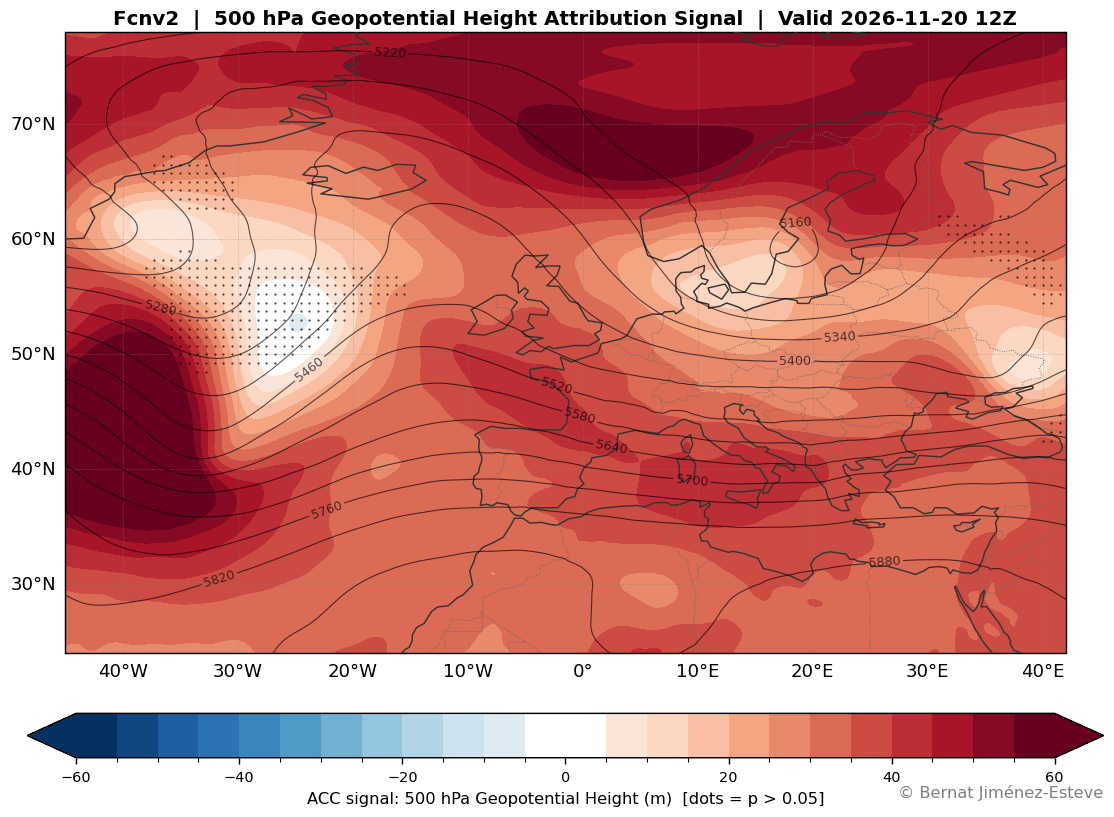 Fcnv2 | 500 hPa Geopotential Height Attribution Signal | Valid 2026-11-20 12Z
5220
70°N
5160
60°N
5280
5340
50°N
5400
5460
5520
5580
5640
40°N
5700
5760
5880
5820
30°N
40°W 30°W 20°W 10°W 0° 10°E 20°E 30°E 40°E
−60 −40 −20 0 20 40 60
ACC signal: 500 hPa Geopotential Height (m) [dots = p > 0.05]
© Bernat Jiménez-Esteve